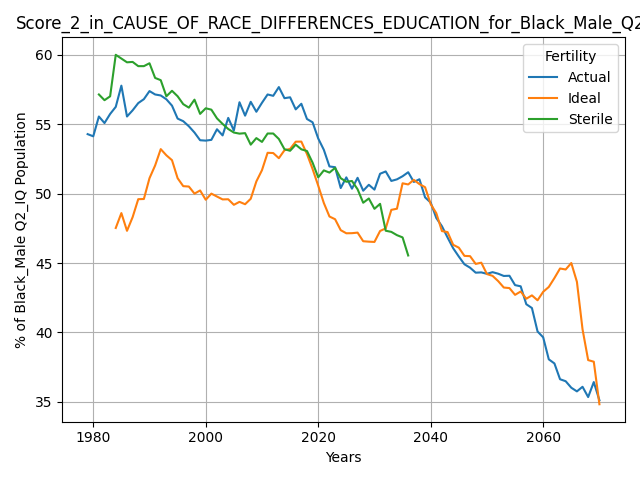 Score_2_in_CAUSE_OF_RACE_DIFFERENCES_EDUCATION_for_Black_Male_Q2
Fertility
Actual
Ideal
Sterile
% of Black_Male Q2_IQ Population
60
55
50
45
40
35
1980
2000
2020
2040
2060
Years